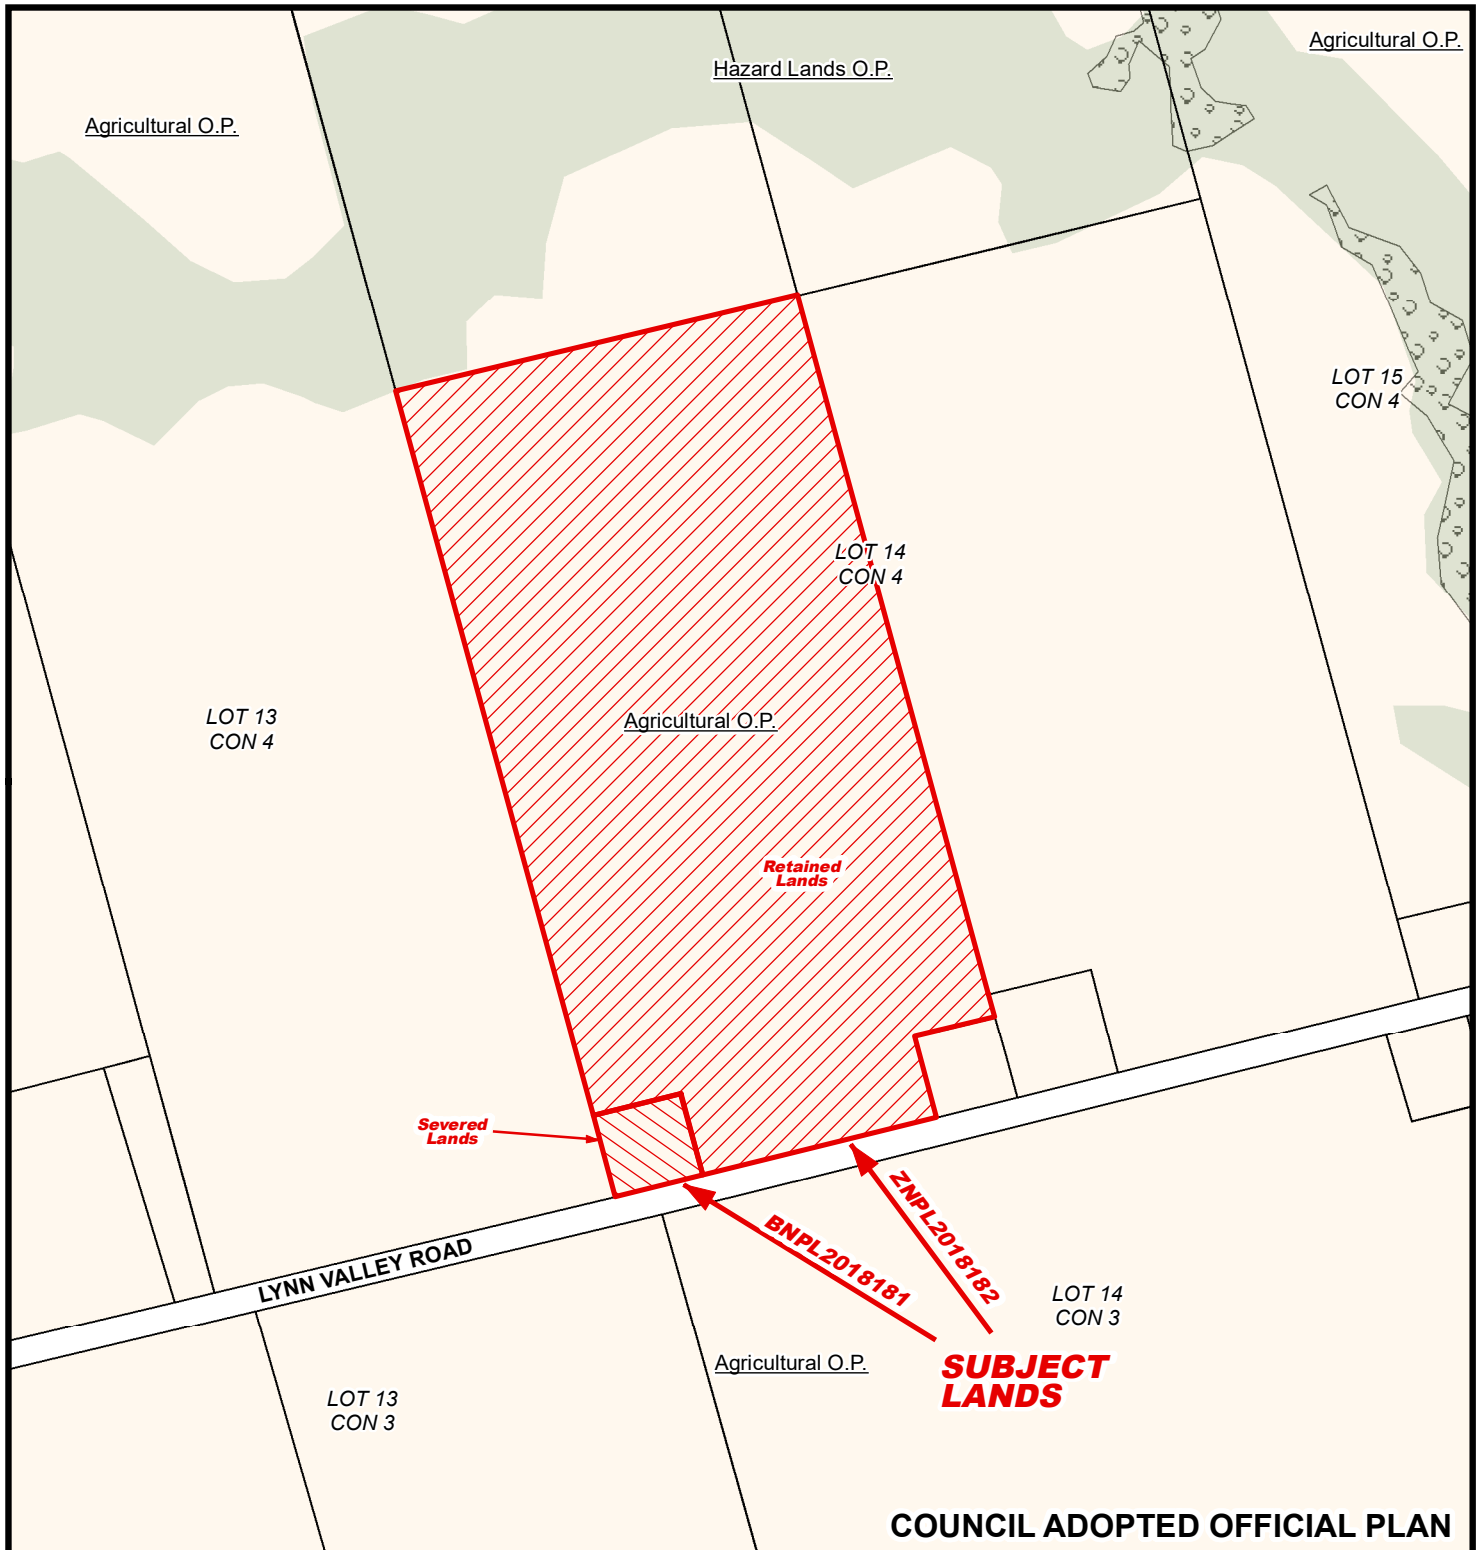 Agricultural O.P.
Hazard Lands O.P.
Agricultural O.P.
LOT 15
CON 4
LOT 14
CON 4
LOT 13
CON 4
Agricultural O.P.
Retained
Lands
Severed
Lands
ZNPL2018182
BNPL2018181
LYNN VALLEY ROAD
LOT 14
CON 3
Agricultural O.P.
SUBJECT
LANDS
LOT 13
CON 3
COUNCIL ADOPTED OFFICIAL PLAN